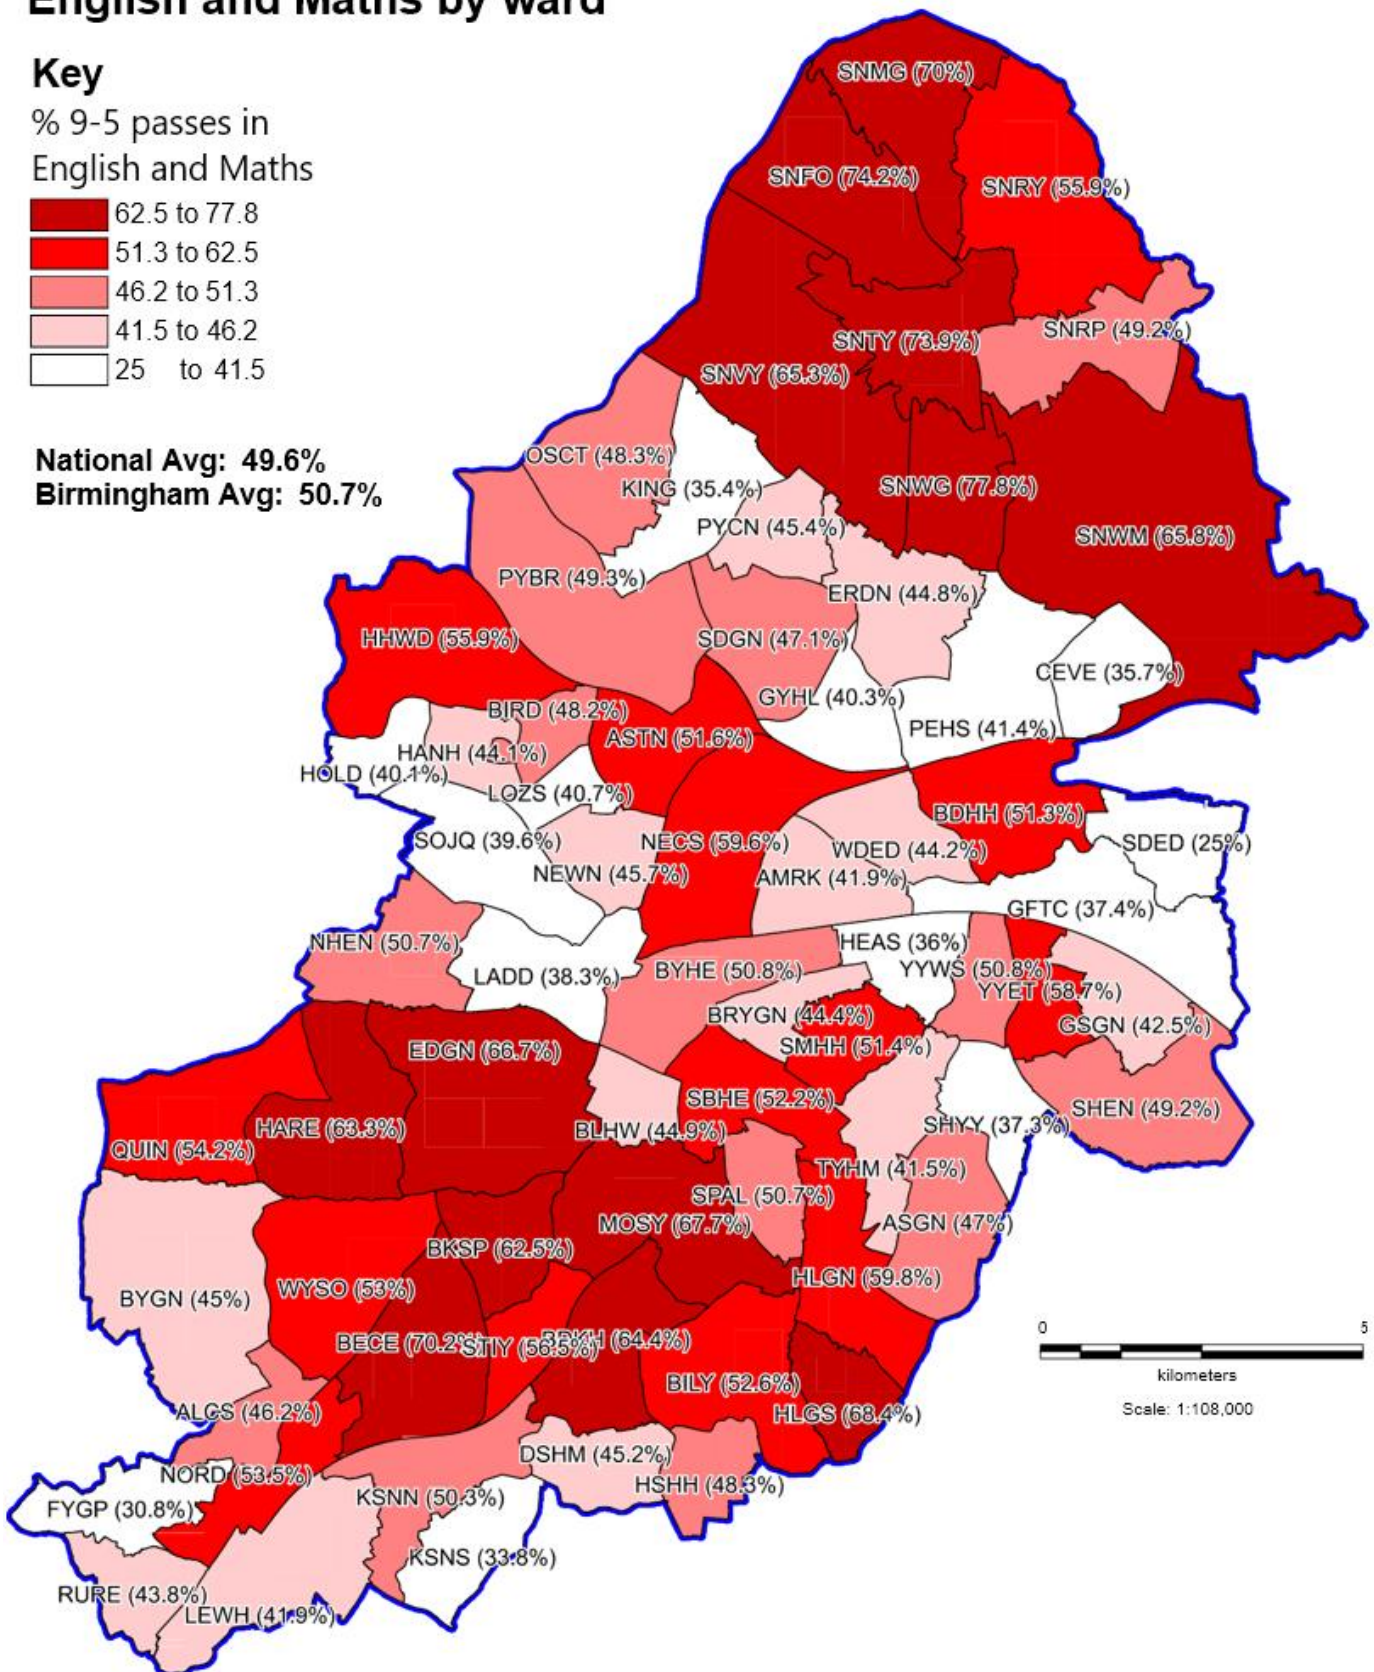 English and Maths by ward
Key
% 9-5 passes in
English and Maths
62.5 to 77.8
51.3 to 62.5
46.2 to 51.3
41.5 to 46.2
25 to 41.5
National Avg: 49.6%
Birmingham Avg: 50.7%
SNMG (70%)
SNFO (74.2%)
SNRY (55.9%)
SNRP (49.2%)
SNTY (73.9%)
SNVY (65.3%)
OSCT (48.3%)
KING (35.4%)
SNWG (77.8%)
PYCN (45.4%)
SNWM (65.8%)
PYBR (49.3%)
ERDN (44.8%)
HHWD (55.9%)
SDGN (47.1%)
CEVE (35.7%)
GYHL (40.3%)
BIRD (48.2%)
PEHS (41.4%)
ASTN (51.6%)
HANH (44.1%)
HOLD (40.1%)
LOZS (40.7%)
BDHH (51.3%)
SOJQ (39.6%)
NECS (59.6%)
WDED (44.2%)
SDED (25%)
NEWN (45.7%)
AMRK (41.9%)
GFTC (37.4%)
NHEN (50.7%)
HEAS (36%)
LADD (38.3%)
BYHE (50.8%)
YYWS (50.8%)
YYET (58.7%)
BRYGN (44.4%)
GSGN (42.5%)
EDGN (66.7%)
SMHH (51.4%)
SBHE (52.2%)
SHEN (49.2%)
HARE (63.3%)
BLHW (44.9%)
SHYY (37.3%)
QUIN (54.2%)
TYHM (41.5%)
SPAL (50.7%)
MOSY (67.7%)
ASGN (47%)
BKSP (62.5%)
HLGN (59.8%)
WYSO (53%)
BYGN (45%)
BECE (70.2%)
STIY (56.5%)
(64.4%)
BILY (52.6%)
ALCS (46.2%)
HLGS (68.4%)
DSHM (45.2%)
NORD (53.5%)
HSHH (48.3%)
KSNN (50.3%)
FYGP (30.8%)
KSNS (33.8%)
RURE (43.8%)
LEWH (41.9%)
0 5
kilometers
Scale: 1:108,000